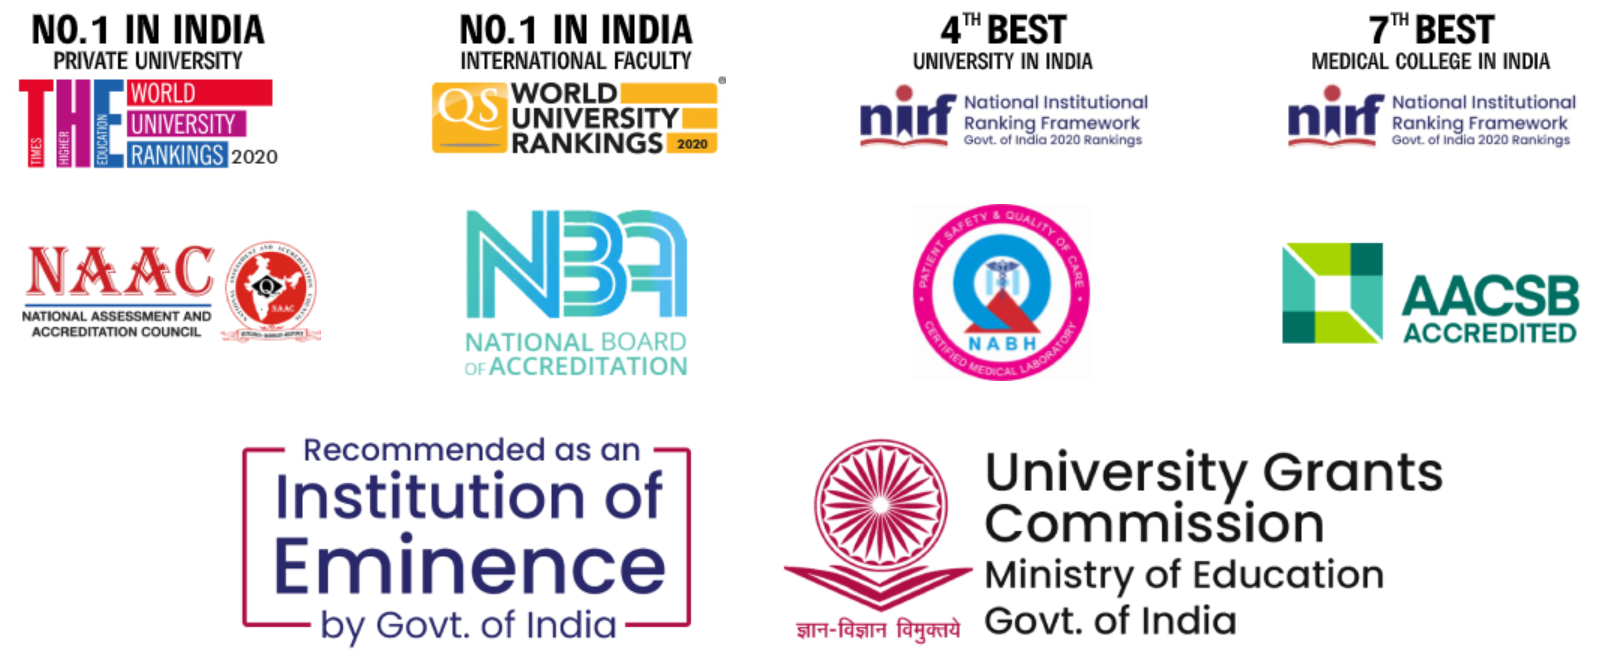 NO.1 IN INDIA
PRIVATE UNIVERSITY
TIMES HIGHER EDUCATION
WORLD
UNIVERSITY
RANKINGS 2020
NO.1 IN INDIA
INTERNATIONAL FACULTY
QS WORLD
UNIVERSITY
RANKINGS 2020
4TH BEST
UNIVERSITY IN INDIA
nirf National Institutional
Ranking Framework
Govt. of India 2020 Rankings
7TH BEST
MEDICAL COLLEGE IN INDIA
nirf National Institutional
Ranking Framework
Govt. of India 2020 Rankings
NAAC
NATIONAL ASSESSMENT AND
ACCREDITATION COUNCIL
NATIONAL ASSESSMENT AND ACCREDITATION COUNCIL
Q
NAAC
NBA
NATIONAL BOARD
OF ACCREDITATION
PATIENT SAFETY & QUALITY OF CARE
NABH
CERTIFIED MEDICAL LABORATORY
AACSB
ACCREDITED
Recommended as an
Institution of
Eminence
by Govt. of India
University Grants
Commission
Ministry of Education
Govt. of India
ज्ञान-विज्ञान विमुक्तये